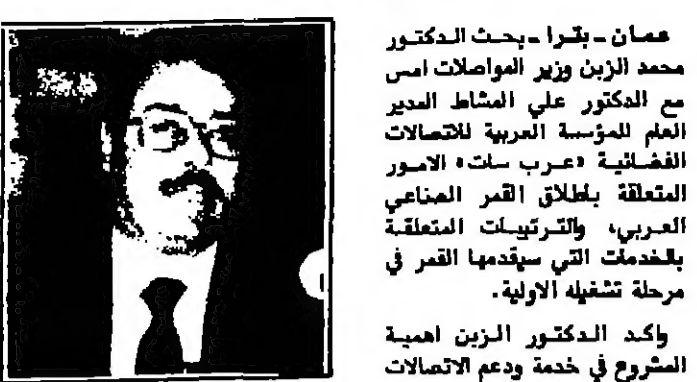 عمان - بترا - بحث الدكتور
محمد الزبن وزير المواصلات امس
مع الدكتور علي المشاط المدير
العام للمؤسسة العربية للاتصالات
الفضائية «عرب سات» الامور
المتعلقة باطلاق القمر الصناعي
العربي، والترتيبات المتعلقة
بالخدمات التي سيقدمها القمر في
مرحلة تشغيله الاولية.
واكد الدكتور الزبن اهمية
المشروع في خدمة ودعم الاتصالات